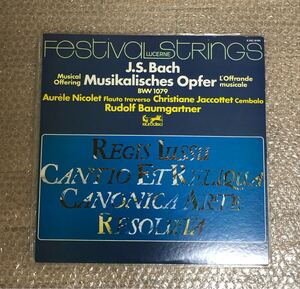 Festival Strings
LUCERNE
J.S. Bach
Musical Offering
Musikalisches Opfer
L'Offrande musicale
BWV 1079
Aurèle Nicolet Flauto traverso Christiane Jaccottet Cembalo
Rudolf Baumgartner
eurodisc
REGIS IUSSU
CANTIO ET RELIQUA
CANONICA ARTE
RESOLUTA